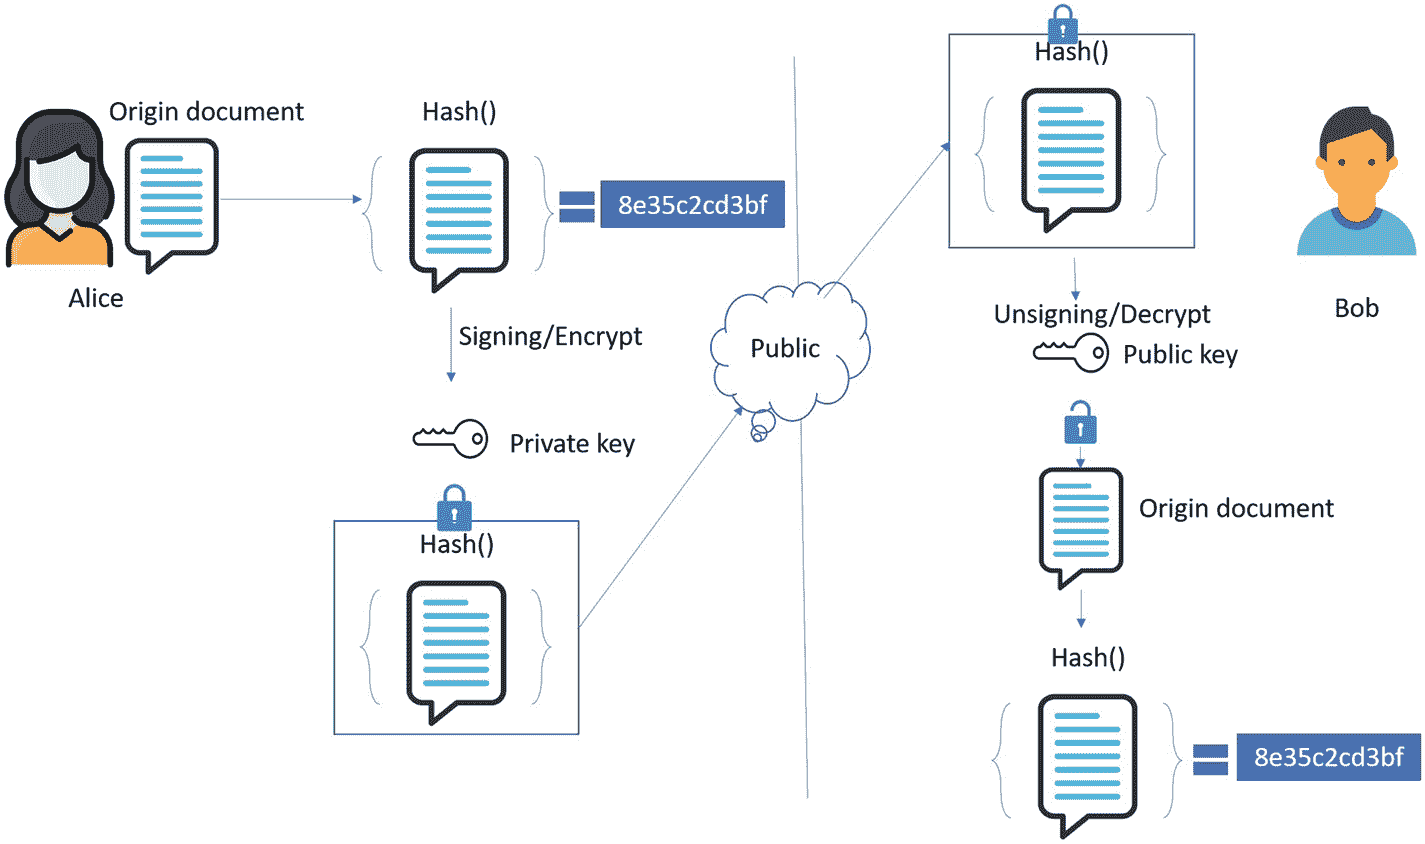 Origin document
Alice
Hash()
8e35c2cd3bf
Signing/Encrypt
Private key
Hash()
Public
Hash()
Bob
Unsigning/Decrypt
Public key
Origin document
Hash()
8e35c2cd3bf